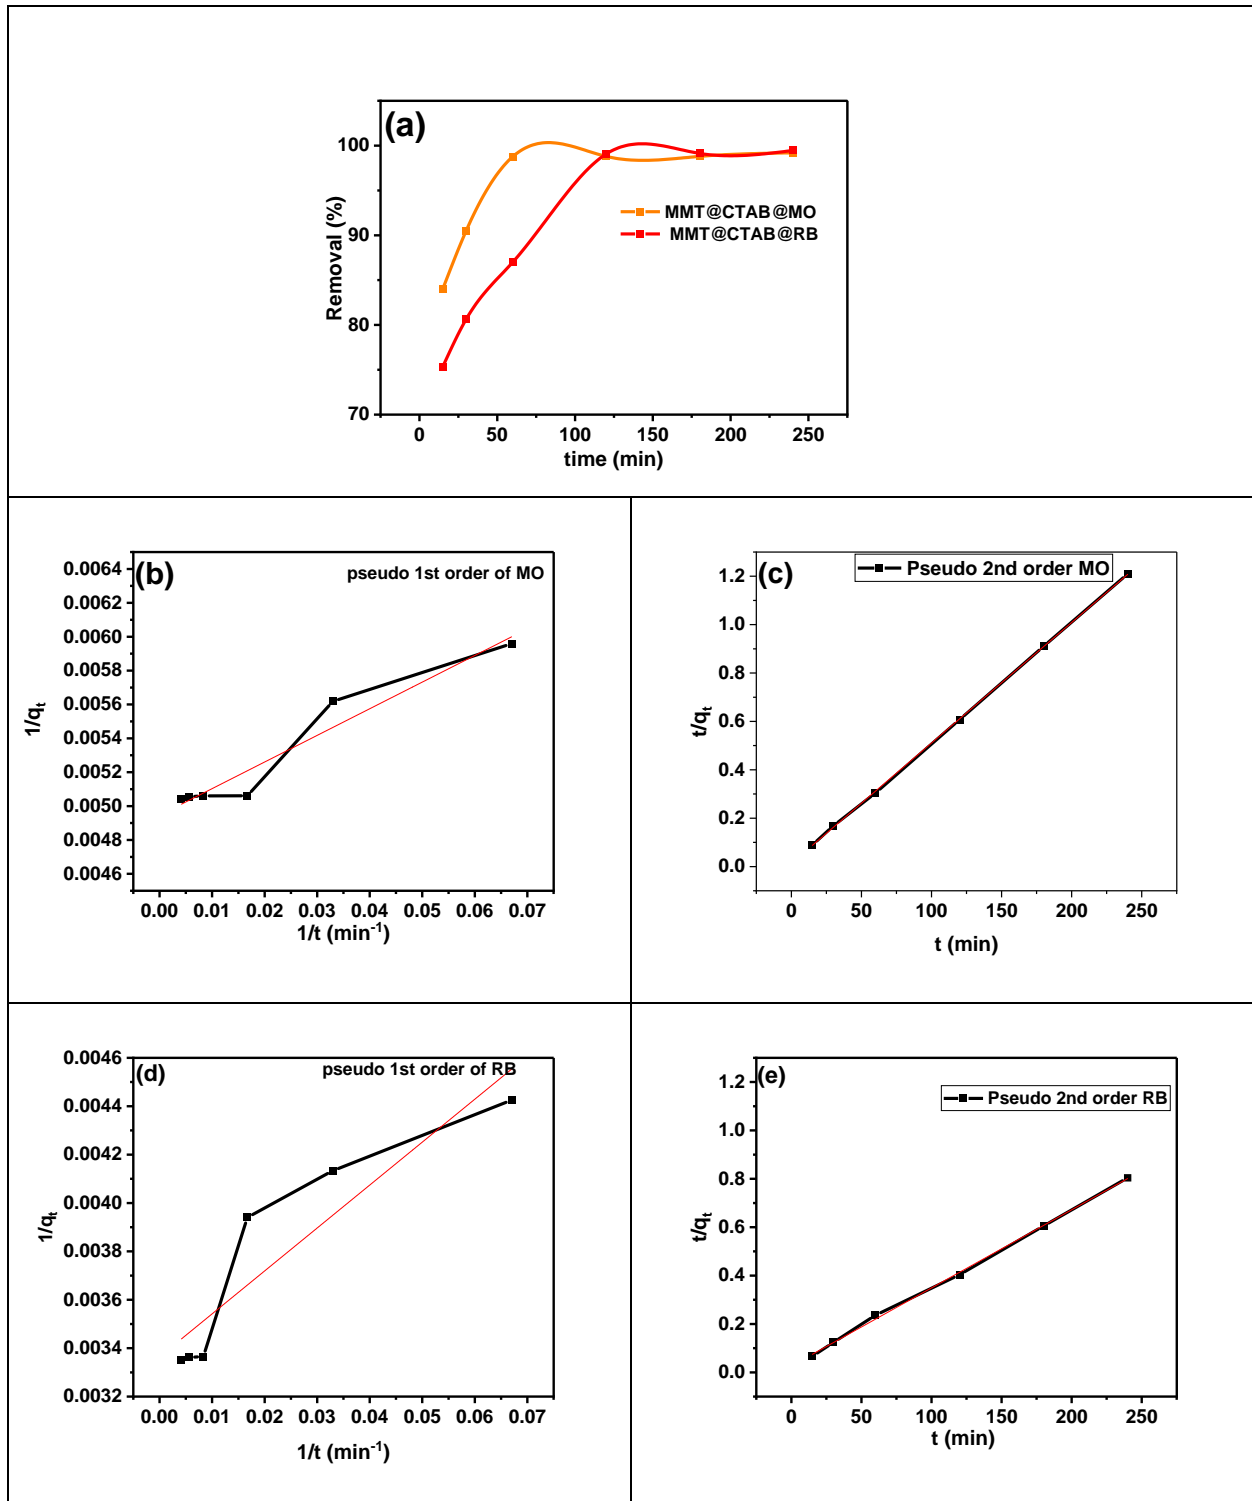 (a)
100
90
80
70
Removal (%)
MMT@CTAB@MO
MMT@CTAB@RB
0 50 100 150 200 250
time (min)
(b)
pseudo 1st order of MO
0.0064
0.0062
0.0060
0.0058
0.0056
0.0054
0.0052
0.0050
0.0048
0.0046
1/qt
0.00 0.01 0.02 0.03 0.04 0.05 0.06 0.07
1/t (min-1)
(c)
Pseudo 2nd order MO
1.2
1.0
0.8
0.6
0.4
0.2
0.0
t/qt
0 50 100 150 200 250
t (min)
(d)
pseudo 1st order of RB
0.0046
0.0044
0.0042
0.0040
0.0038
0.0036
0.0034
0.0032
1/qt
0.00 0.01 0.02 0.03 0.04 0.05 0.06 0.07
1/t (min-1)
(e)
Pseudo 2nd order RB
1.2
1.0
0.8
0.6
0.4
0.2
0.0
t/qt
0 50 100 150 200 250
t (min)